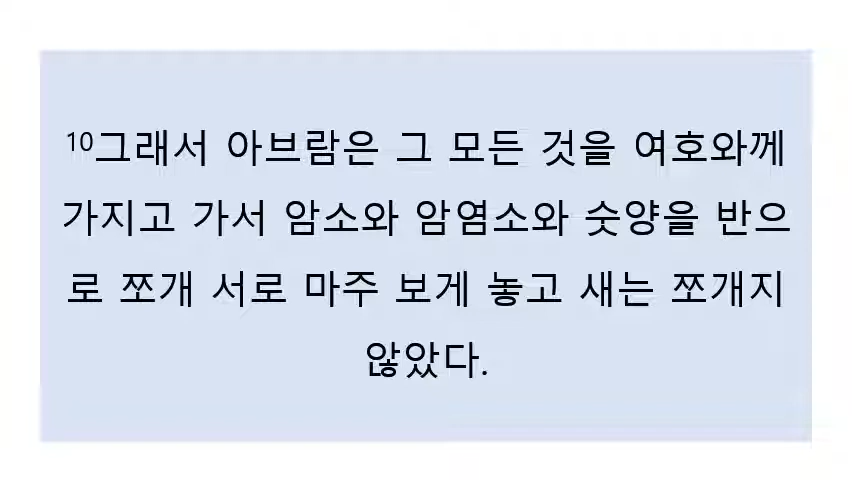 10그래서 아브람은 그 모든 것을 여호와께
가지고 가서 암소와 암염소와 숫양을 반으
로 쪼개 서로 마주 보게 놓고 새는 쪼개지
않았다.